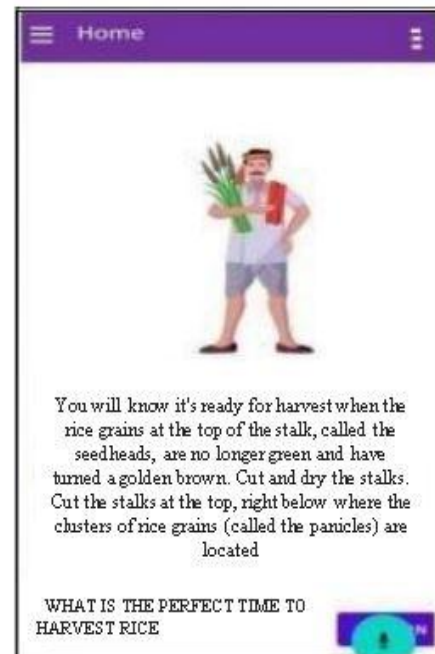 Home
You will know it's ready for harvest when the
rice grains at the top of the stalk, called the
seedheads, are no longer green and have
turned a golden brown. Cut and dry the stalks.
Cut the stalks at the top, right below where the
clusters of rice grains (called the panicles) are
located
WHAT IS THE PERFECT TIME TO
HARVEST RICE